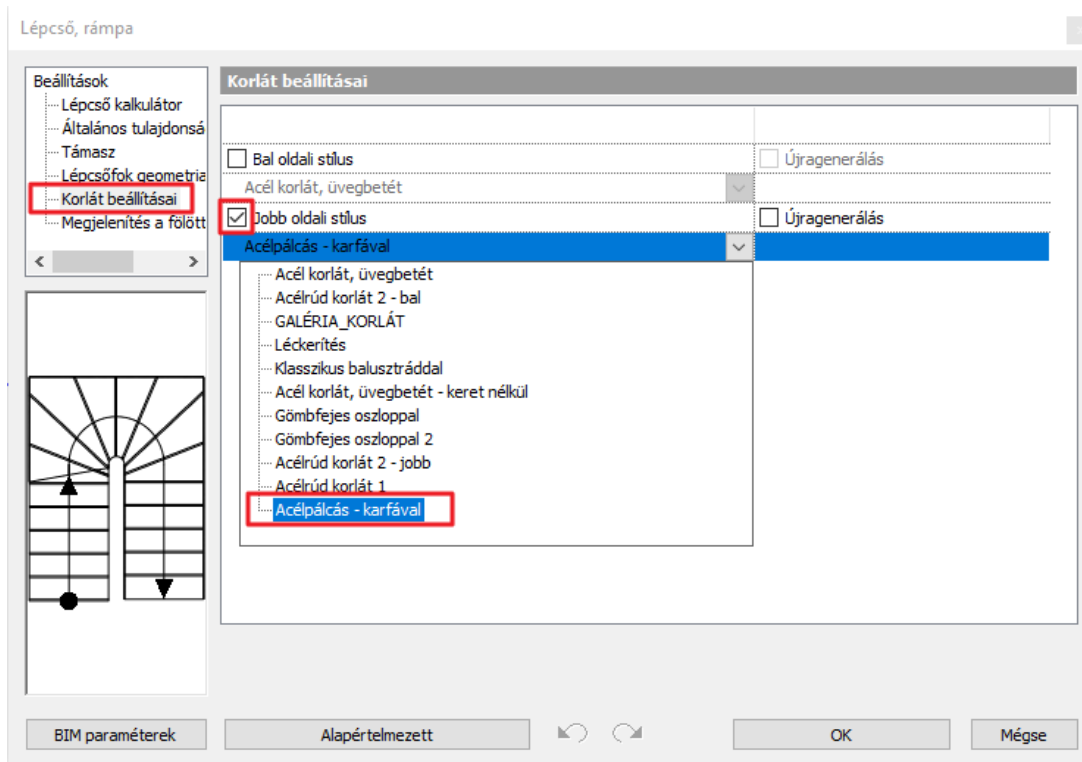 Lépcső, rámpa
Beállítások
Lépcső kalkulátor
Általános tulajdonsá
Támasz
Lépcsőfok geometria
Korlát beállításai
Megjelenítés a fölött
Korlát beállításai
Bal oldali stílus
Újragenerálás
Acél korlát, üvegbetét
Jobb oldali stílus
Újragenerálás
Acélpálcás - karfával
Acél korlát, üvegbetét
Acélrúd korlát 2 - bal
GALÉRIA_KORLÁT
Léckerítés
Klasszikus balusztráddal
Acél korlát, üvegbetét - keret nélkül
Gömbfejes oszloppal
Gömbfejes oszloppal 2
Acélrúd korlát 2 - jobb
Acélrúd korlát 1
Acélpálcás - karfával
BIM paraméterek
Alapértelmezett
OK
Mégse